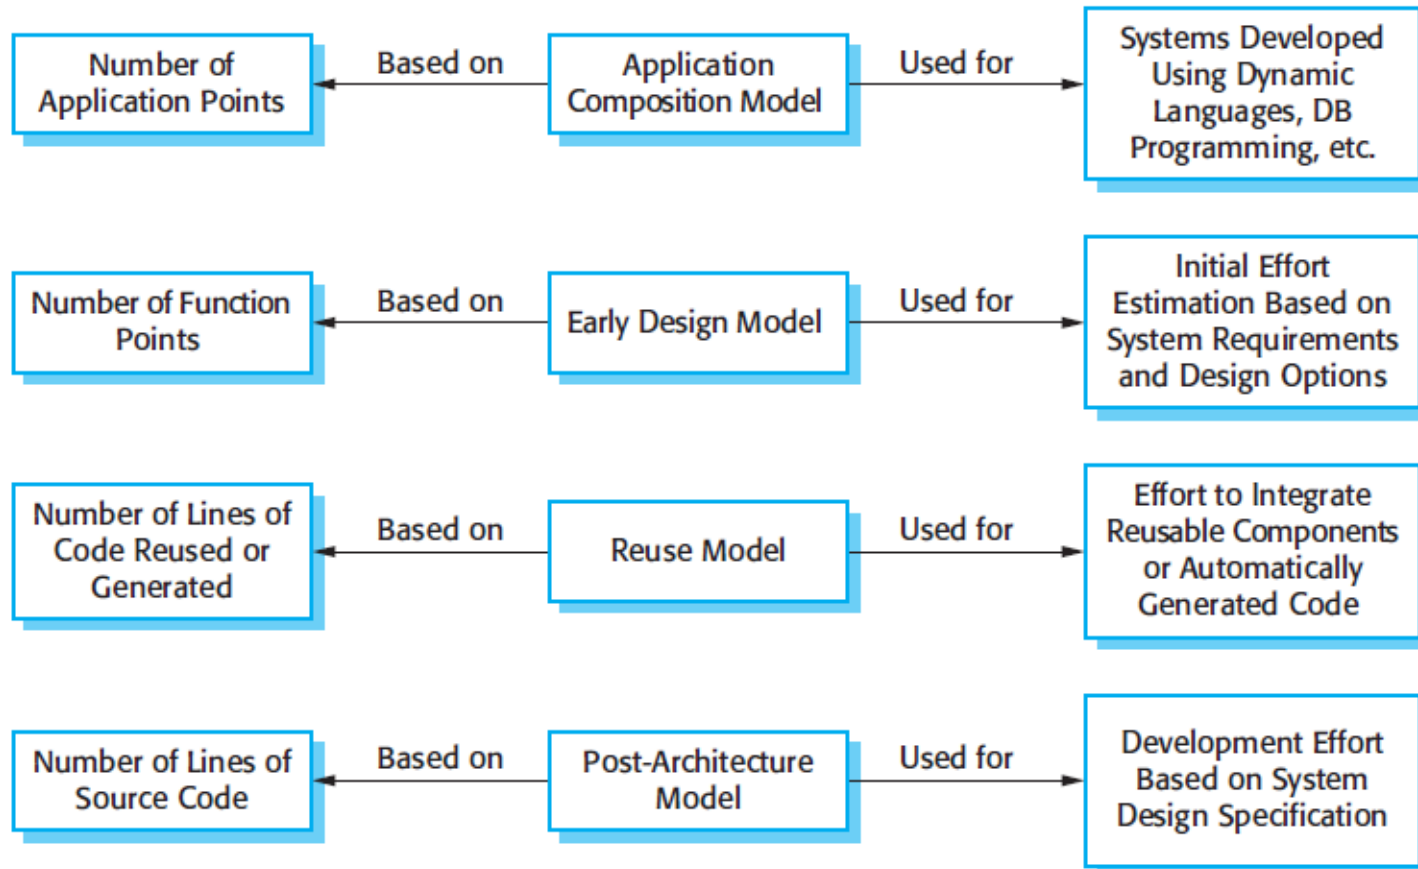 Number of
Application Points
Based on
Application
Composition Model
Used for
Systems Developed
Using Dynamic
Languages, DB
Programming, etc.
Number of Function
Points
Based on
Early Design Model
Used for
Initial Effort
Estimation Based on
System Requirements
and Design Options
Number of Lines of
Code Reused or
Generated
Based on
Reuse Model
Used for
Effort to Integrate
Reusable Components
or Automatically
Generated Code
Number of Lines of
Source Code
Based on
Post-Architecture
Model
Used for
Development Effort
Based on System
Design Specification